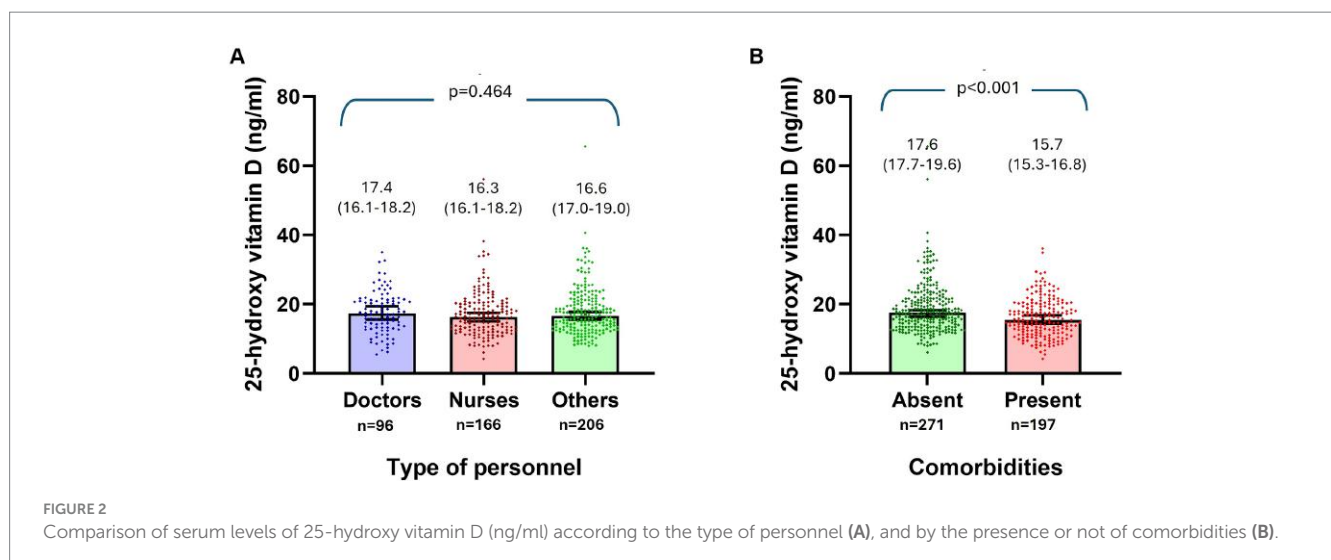 A
25-hydroxy vitamin D (ng/ml)
80
60
40
20
0
p=0.464
17.4
(16.1-18.2)
16.3
(16.1-18.2)
16.6
(17.0-19.0)
Doctors
n=96
Nurses
n=166
Others
n=206
Type of personnel
B
25-hydroxy vitamin D (ng/ml)
80
60
40
20
0
p<0.001
17.6
(17.7-19.6)
15.7
(15.3-16.8)
Absent
n=271
Present
n=197
Comorbidities
FIGURE 2
Comparison of serum levels of 25-hydroxy vitamin D (ng/ml) according to the type of personnel (A), and by the presence or not of comorbidities (B).